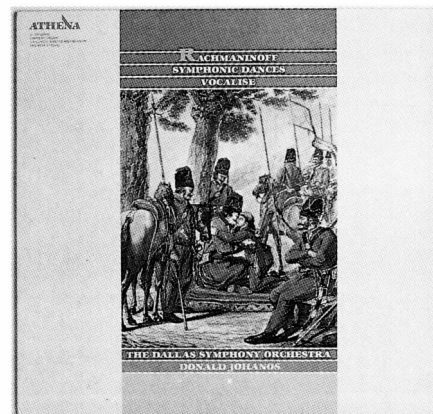 ATHENA
RACHMANINOFF
SYMPHONIC DANCES
VOCALISE
THE DALLAS SYMPHONY ORCHESTRA
DONALD JOHANOS